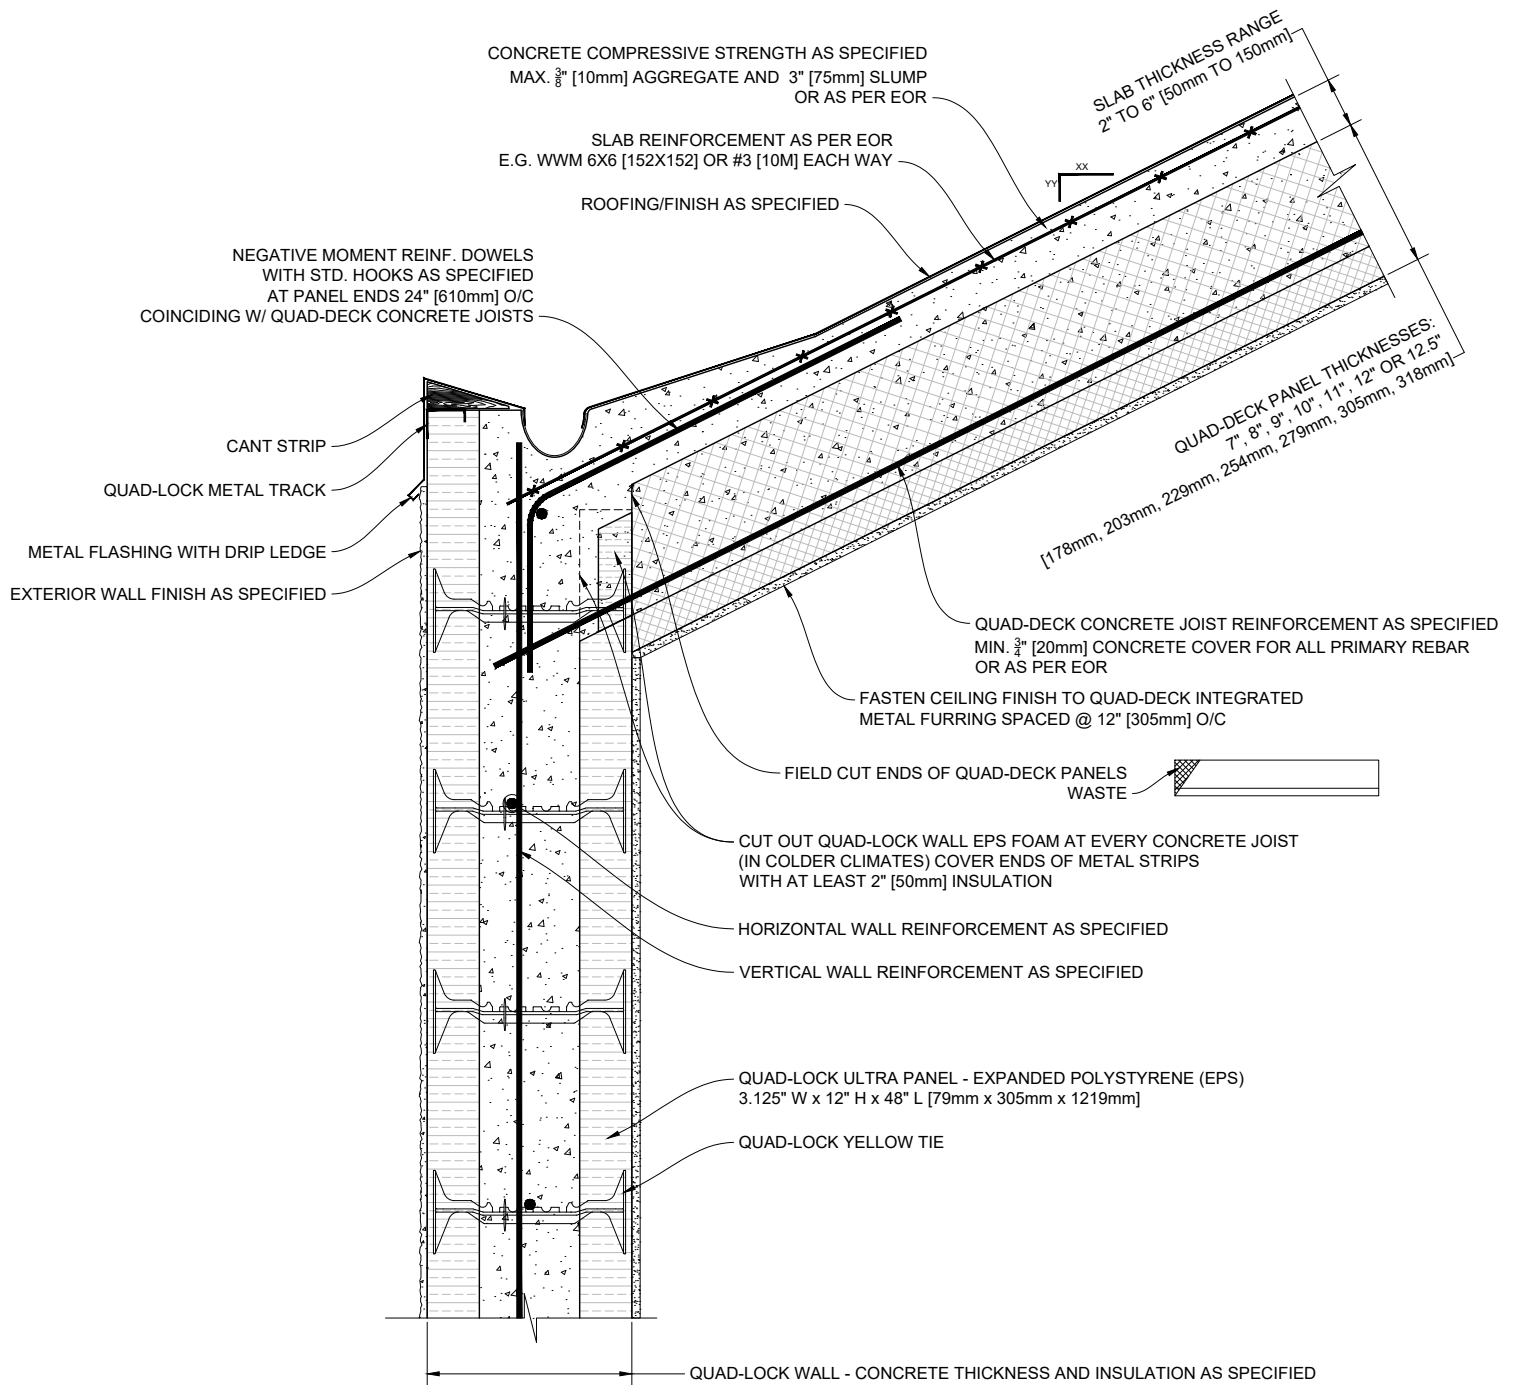 CONCRETE COMPRESSIVE STRENGTH AS SPECIFIED
MAX. 3/8" [10mm] AGGREGATE AND 3" [75mm] SLUMP
OR AS PER EOR
SLAB THICKNESS RANGE
2" TO 6" [50mm TO 150mm]
SLAB REINFORCEMENT AS PER EOR
E.G. WWM 6X6 [152X152] OR #3 [10M] EACH WAY
XX
YY
ROOFING/FINISH AS SPECIFIED
NEGATIVE MOMENT REINF. DOWELS
WITH STD. HOOKS AS SPECIFIED
AT PANEL ENDS 24" [610mm] O/C
COINCIDING W/ QUAD-DECK CONCRETE JOISTS
QUAD-DECK PANEL THICKNESSES:
7", 8", 9", 10", 11", 12" OR 12.5"
[178mm, 203mm, 229mm, 254mm, 279mm, 305mm, 318mm]
CANT STRIP
QUAD-LOCK METAL TRACK
METAL FLASHING WITH DRIP LEDGE
EXTERIOR WALL FINISH AS SPECIFIED
QUAD-DECK CONCRETE JOIST REINFORCEMENT AS SPECIFIED
MIN. 3/4" [20mm] CONCRETE COVER FOR ALL PRIMARY REBAR
OR AS PER EOR
FASTEN CEILING FINISH TO QUAD-DECK INTEGRATED
METAL FURRING SPACED @ 12" [305mm] O/C
FIELD CUT ENDS OF QUAD-DECK PANELS
WASTE
CUT OUT QUAD-LOCK WALL EPS FOAM AT EVERY CONCRETE JOIST
(IN COLDER CLIMATES) COVER ENDS OF METAL STRIPS
WITH AT LEAST 2" [50mm] INSULATION
HORIZONTAL WALL REINFORCEMENT AS SPECIFIED
VERTICAL WALL REINFORCEMENT AS SPECIFIED
QUAD-LOCK ULTRA PANEL - EXPANDED POLYSTYRENE (EPS)
3.125" W x 12" H x 48" L [79mm x 305mm x 1219mm]
QUAD-LOCK YELLOW TIE
QUAD-LOCK WALL - CONCRETE THICKNESS AND INSULATION AS SPECIFIED